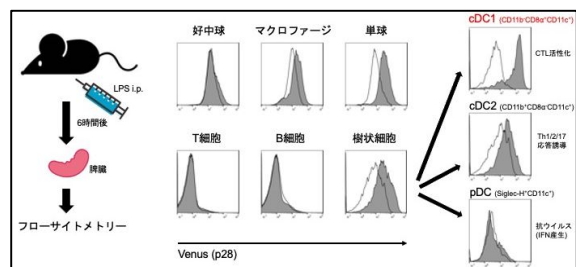 LPS i.p.
6時間後
脾臓
フローサイトメトリー
好中球
マクロファージ
単球
T細胞
B細胞
樹状細胞
Venus (p28)
cDC1 (CD11b⁻CD8α⁺CD11c⁺)
CTL活性化
cDC2 (CD11b⁺CD8α⁻CD11c⁺)
Th1/2/17
応答誘導
pDC (Siglec-H⁺CD11c⁺)
抗ウイルス
(IFN産生)